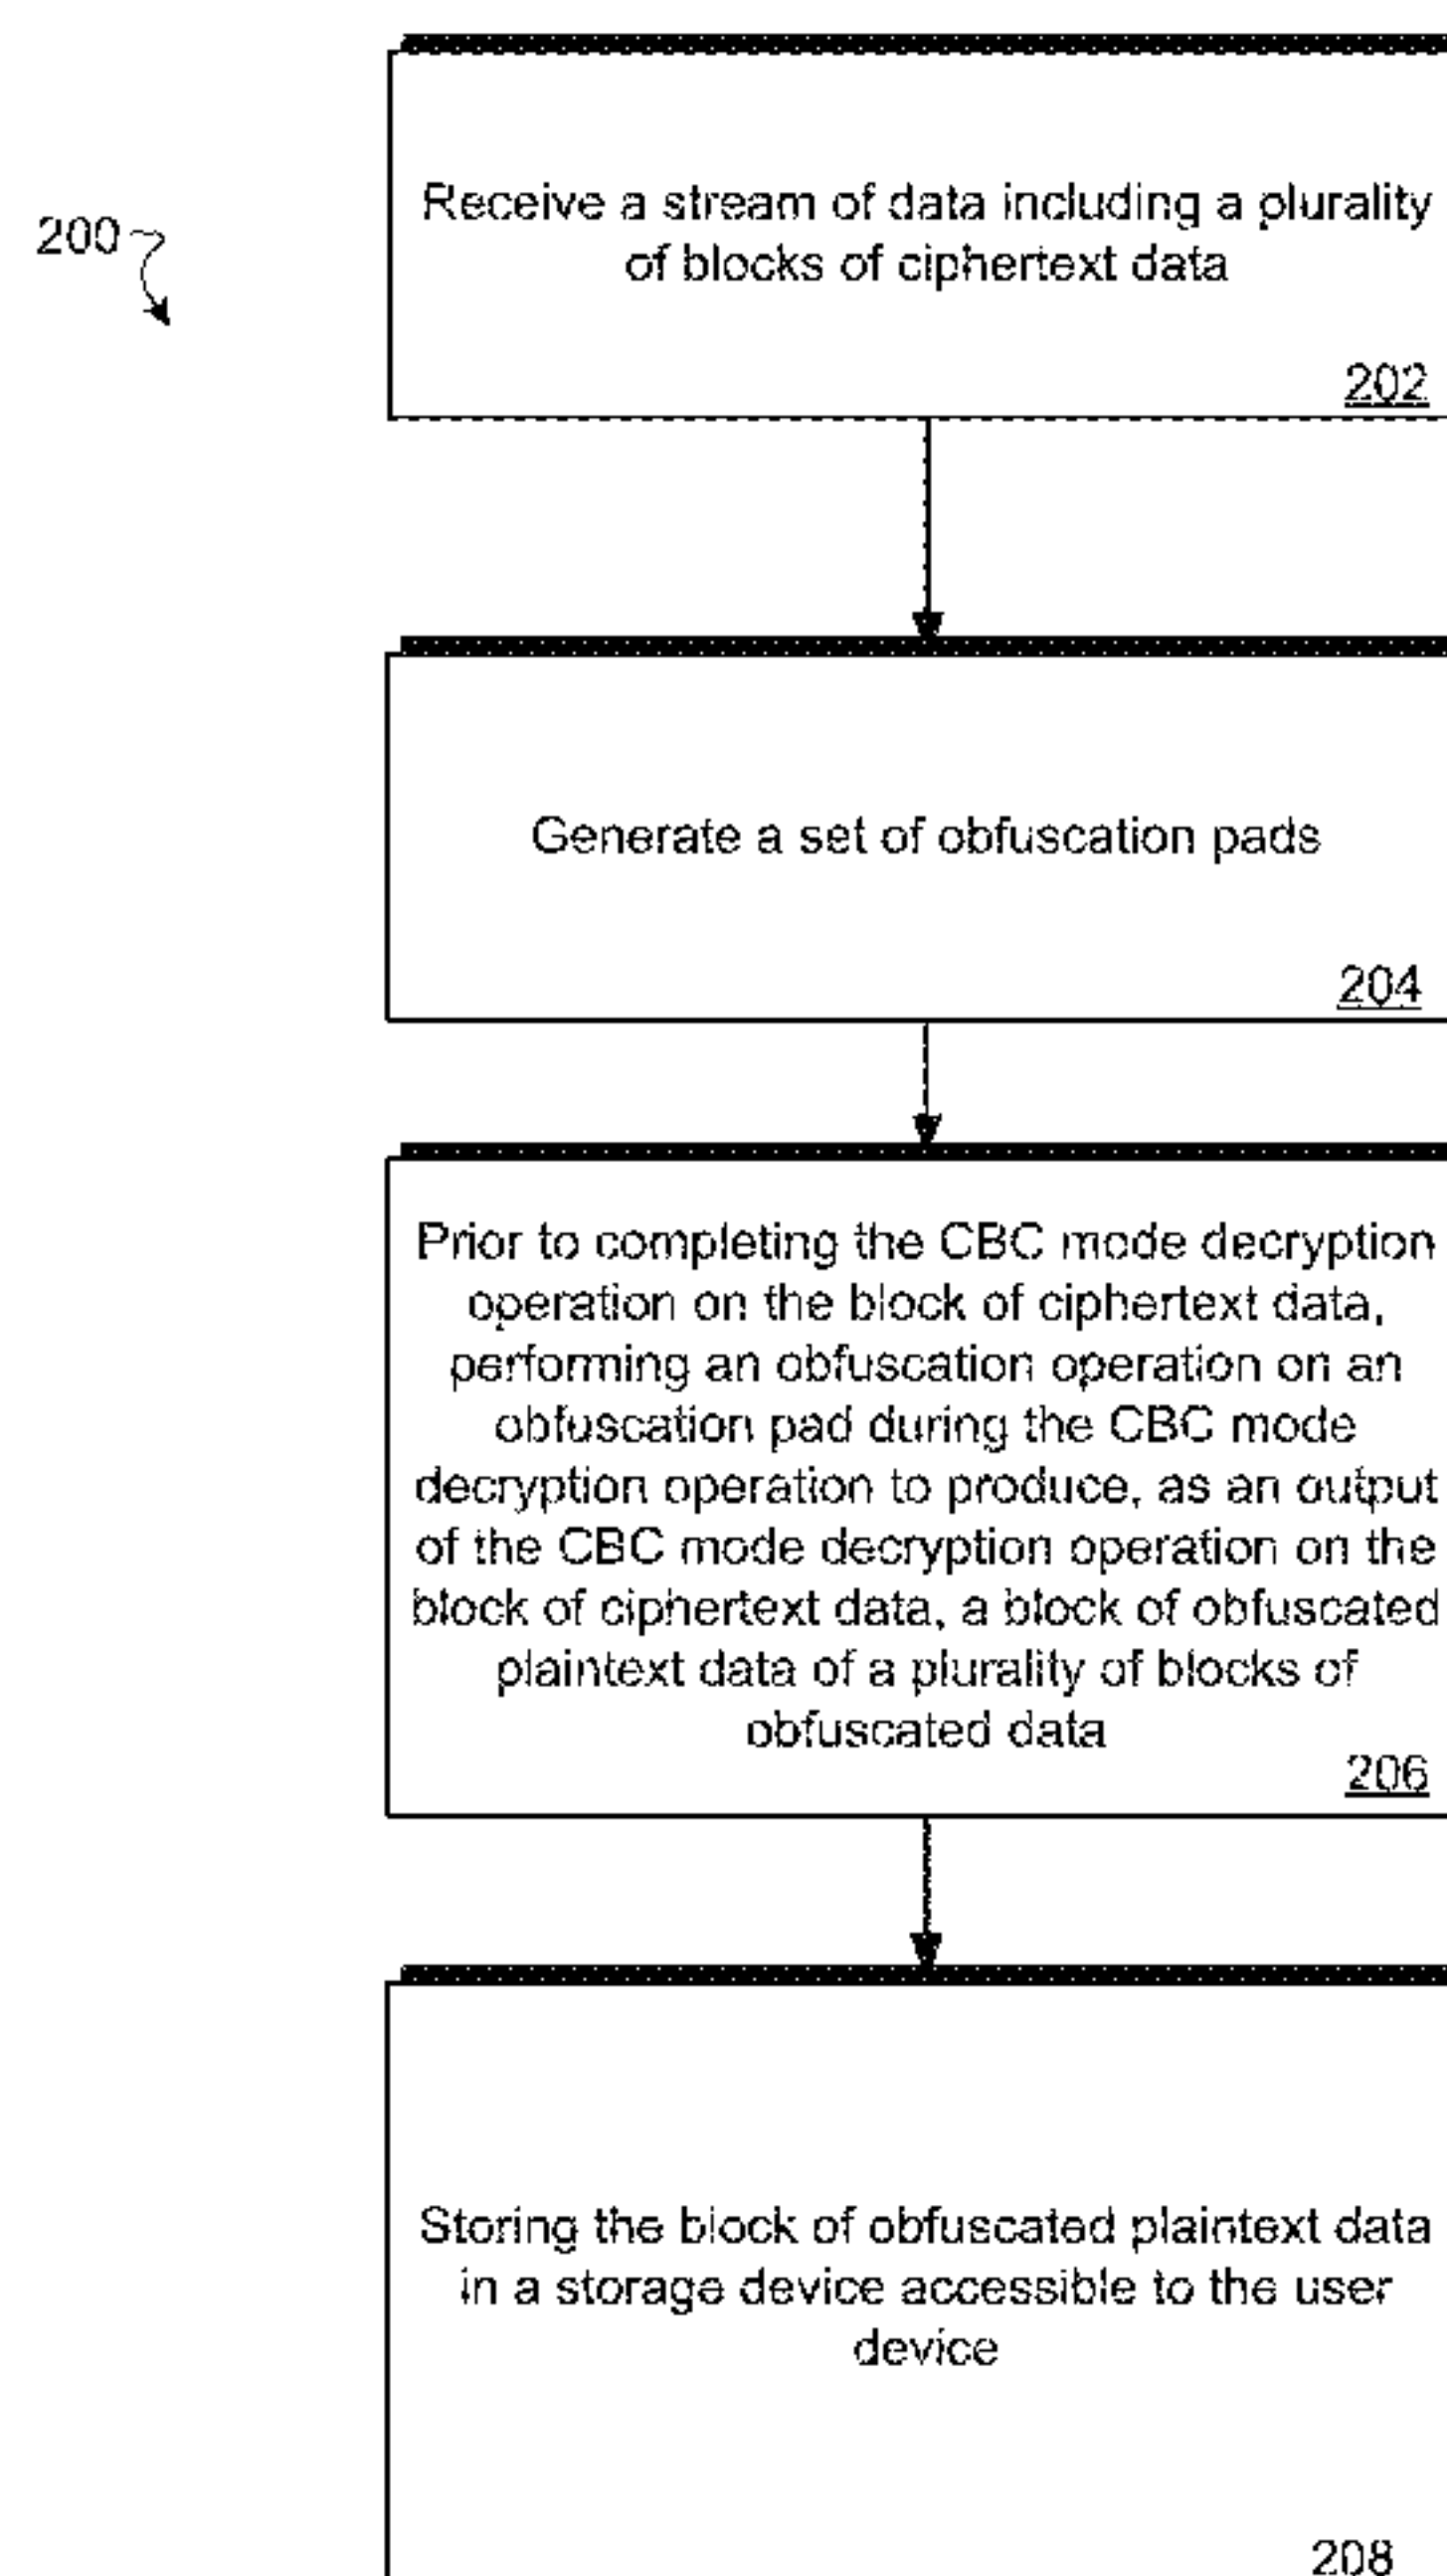 200
Receive a stream of data including a plurality
of blocks of ciphertext data
202
Generate a set of obfuscation pads
204
Prior to completing the CBC mode decryption
operation on the block of ciphertext data,
performing an obfuscation operation on an
obfuscation pad during the CBC mode
decryption operation to produce, as an output
of the CBC mode decryption operation on the
block of ciphertext data, a block of obfuscated
plaintext data of a plurality of blocks of
obfuscated data
206
Storing the block of obfuscated plaintext data
in a storage device accessible to the user
device
208